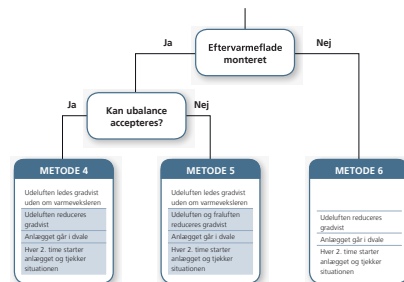 Ja
Eftervarmeflade
monteret
Nej
Ja
Kan ubalance
accepteres?
Nej
METODE 4
Udeluften ledes gradvist
uden om varmeveksleren
Udeluften reduceres
gradvist
Anlægget går i dvale
Hver 2. time starter
anlægget og tjekker
situationen
METODE 5
Udeluften ledes gradvist
uden om varmeveksleren
Udeluften og fraluften
reduceres gradvist
Anlægget går i dvale
Hver 2. time starter
anlægget og tjekker
situationen
METODE 6
Udeluften reduceres
gradvist
Anlægget går i dvale
Hver 2. time starter
anlægget og tjekker
situationen